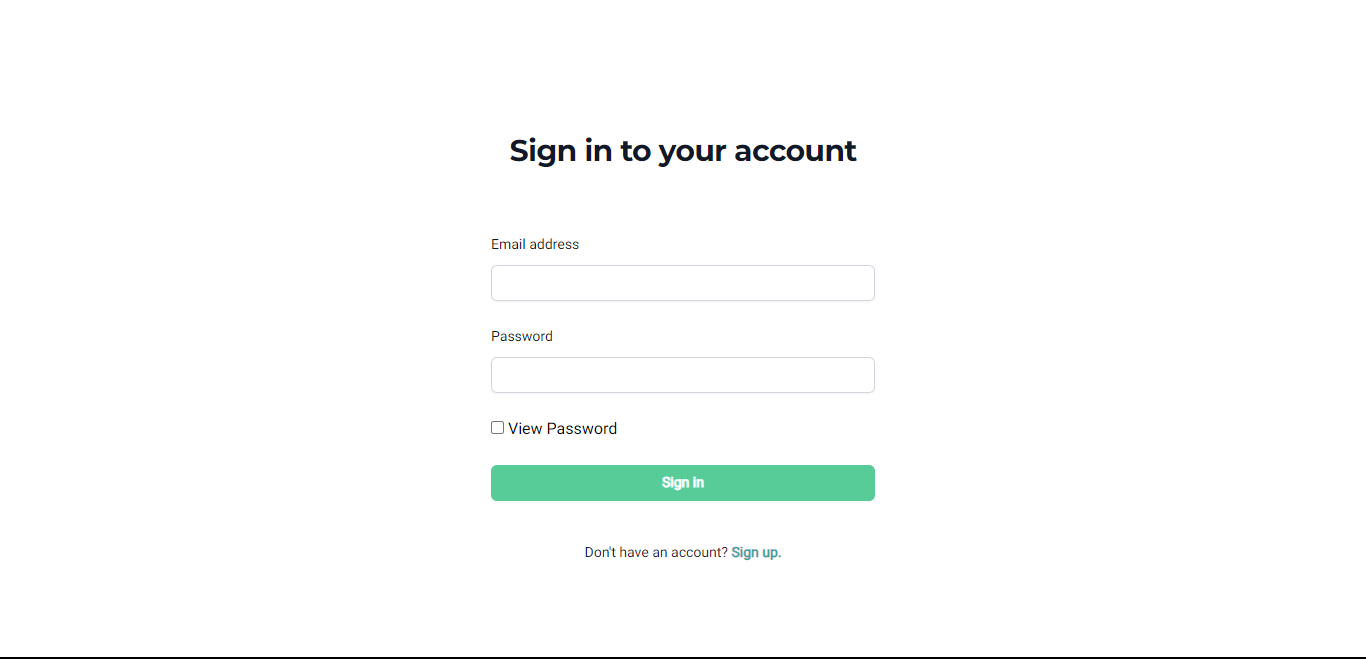 Sign in to your account
Email address
Password
View Password
Sign in
Don't have an account? Sign up.